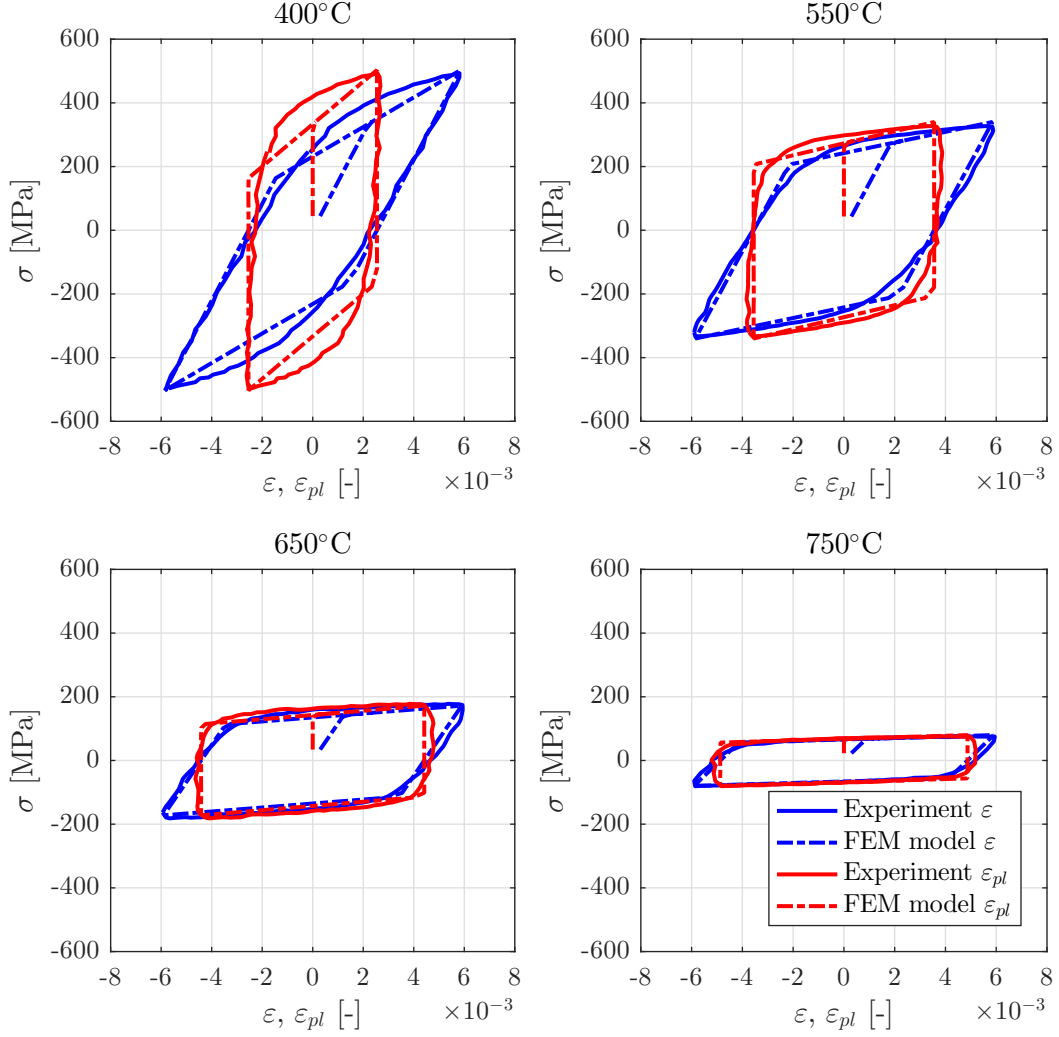 400°C
600
400
200
0
-200
-400
-600
-8 -6 -4 -2 0 2 4 6 8
σ [MPa]
ε, ε_pl [-]
×10⁻³
550°C
600
400
200
0
-200
-400
-600
-8 -6 -4 -2 0 2 4 6 8
σ [MPa]
ε, ε_pl [-]
×10⁻³
650°C
600
400
200
0
-200
-400
-600
-8 -6 -4 -2 0 2 4 6 8
σ [MPa]
ε, ε_pl [-]
×10⁻³
750°C
600
400
200
0
-200
-400
-600
-8 -6 -4 -2 0 2 4 6 8
σ [MPa]
ε, ε_pl [-]
×10⁻³
Experiment ε
FEM model ε
Experiment ε_pl
FEM model ε_pl